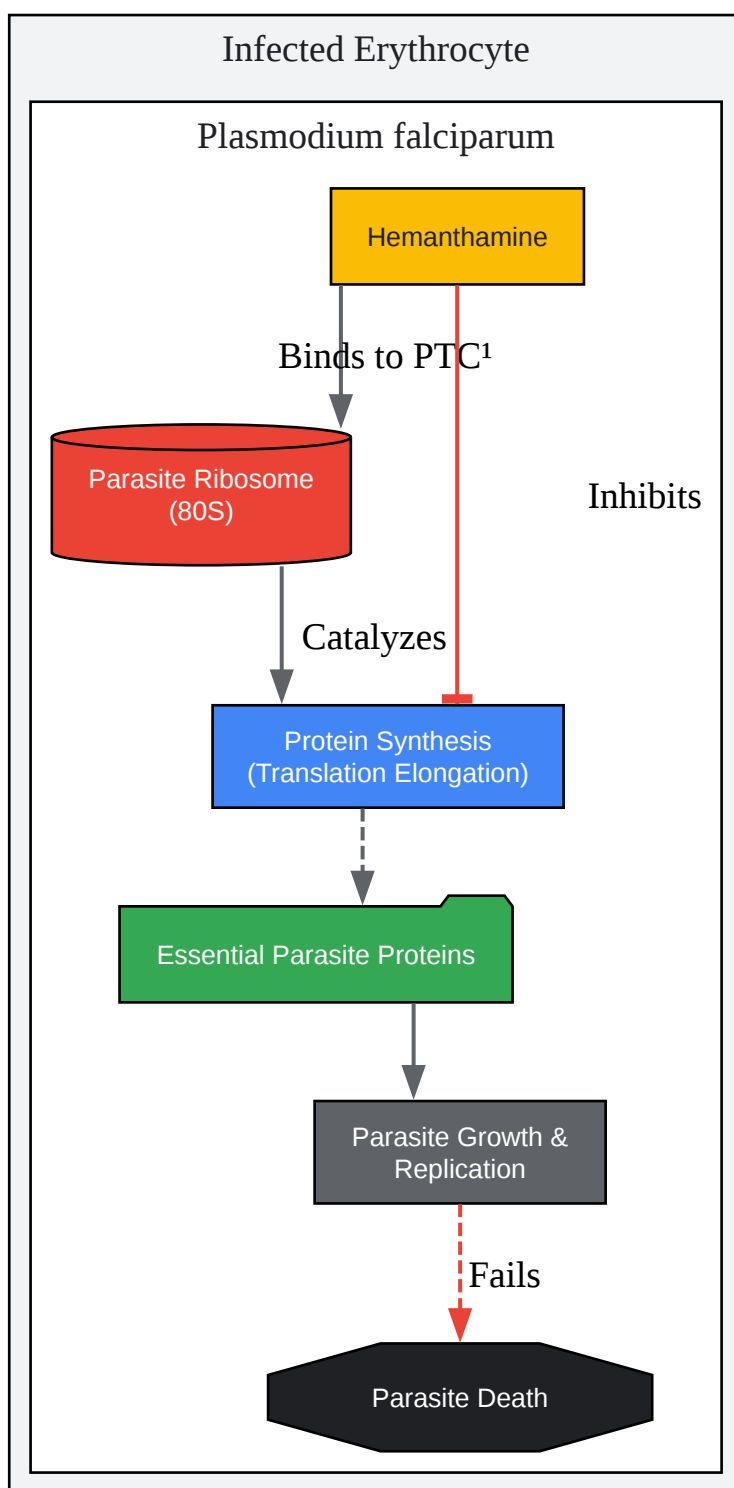 Infected Erythrocyte
Plasmodium falciparum
Hemanthamine
Binds to PTC¹
Parasite Ribosome
(80S)
Inhibits
Catalyzes
Protein Synthesis
(Translation Elongation)
Essential Parasite Proteins
Parasite Growth &
Replication
Fails
Parasite Death